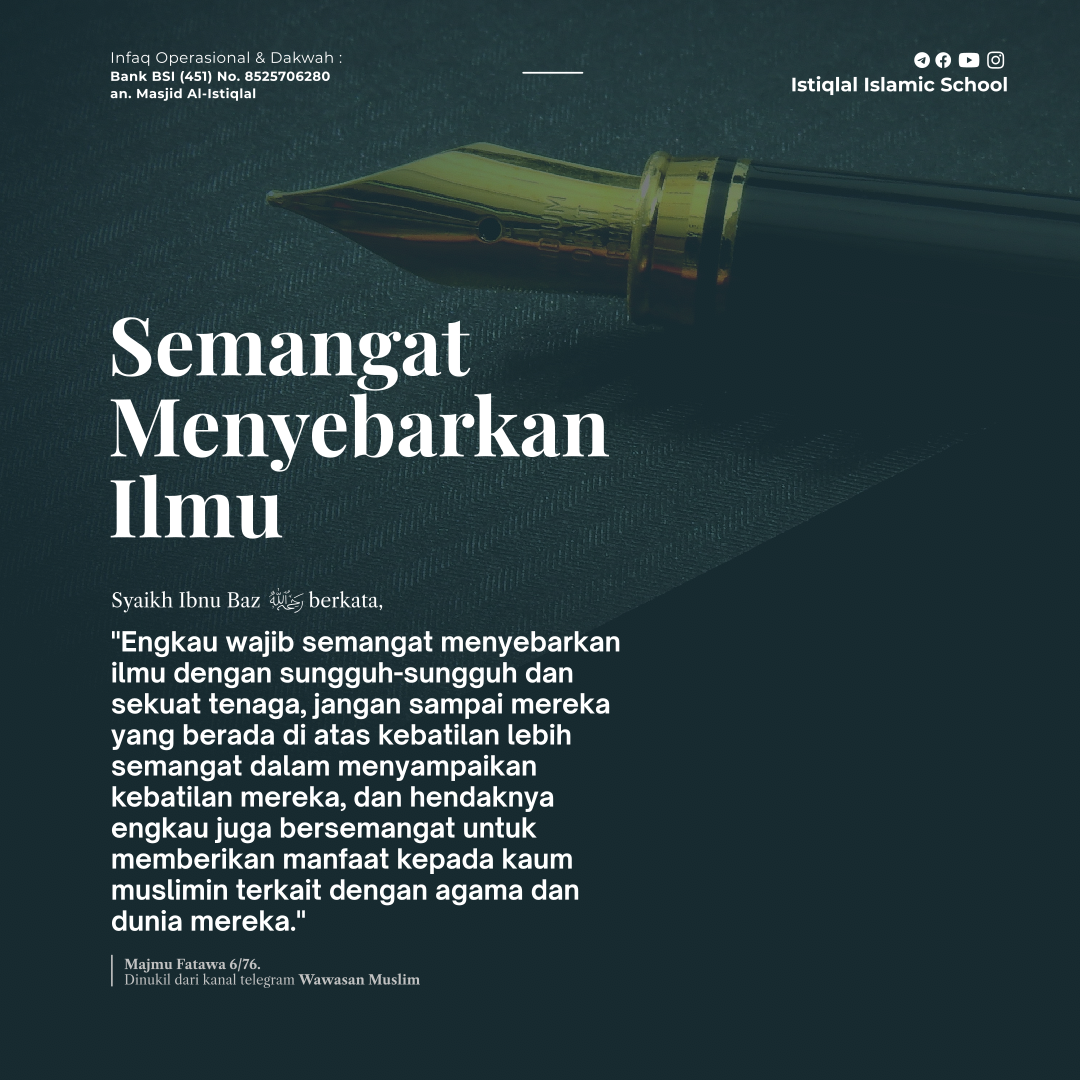 Infaq Operasional & Dakwah :
Bank BSI (451) No. 8525706280
an. Masjid Al-Istiqlal
Istiqlal Islamic School
Semangat
Menyebarkan
Ilmu
Syaikh Ibnu Baz رحمه الله berkata,
"Engkau wajib semangat menyebarkan
ilmu dengan sungguh-sungguh dan
sekuat tenaga, jangan sampai mereka
yang berada di atas kebatilan lebih
semangat dalam menyampaikan
kebatilan mereka, dan hendaknya
engkau juga bersemangat untuk
memberikan manfaat kepada kaum
muslimin terkait dengan agama dan
dunia mereka."
Majmu Fatawa 6/76.
Dinukil dari kanal telegram Wawasan Muslim